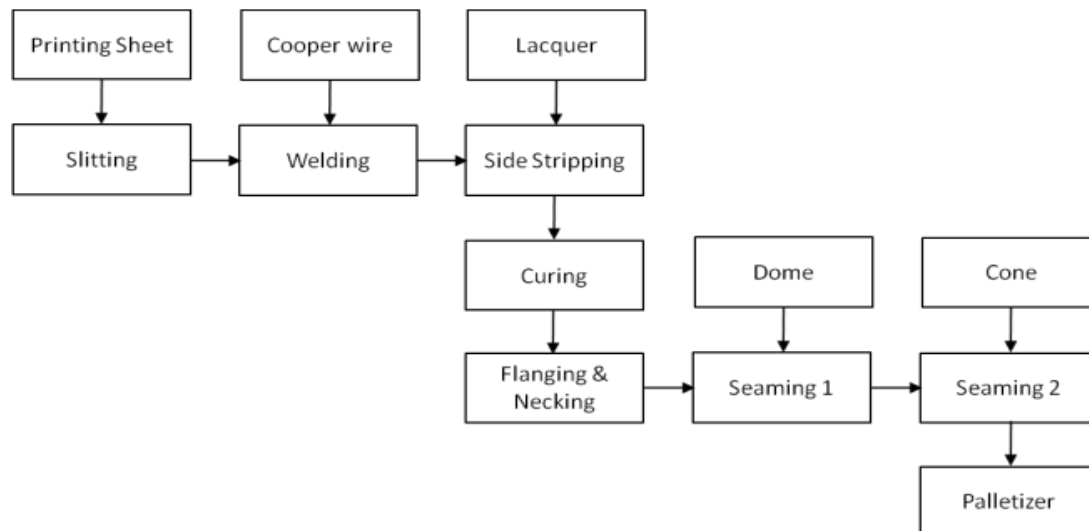 Printing Sheet
Cooper wire
Lacquer
Slitting
Welding
Side Stripping
Curing
Dome
Cone
Flanging &
Necking
Seaming 1
Seaming 2
Palletizer